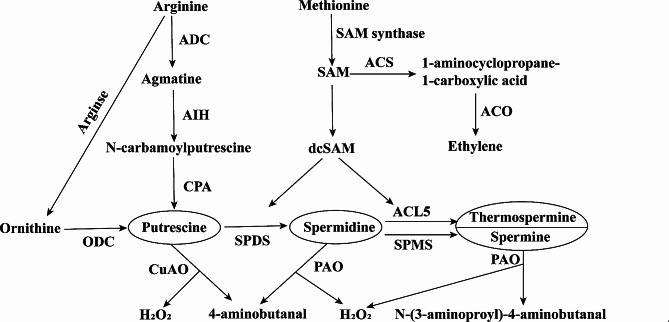 Arginine
Methionine
ADC
SAM synthase
Agmatine
SAM
ACS
1-aminocyclopropane-
1-carboxylic acid
Arginse
AIH
ACO
N-carbamoylputrescine
dcSAM
Ethylene
CPA
Ornithine
ODC
Putrescine
SPDS
Spermidine
ACL5
SPMS
Thermospermine
Spermine
CuAO
PAO
PAO
H₂O₂
4-aminobutanal
H₂O₂
N-(3-aminoproyl)-4-aminobutanal